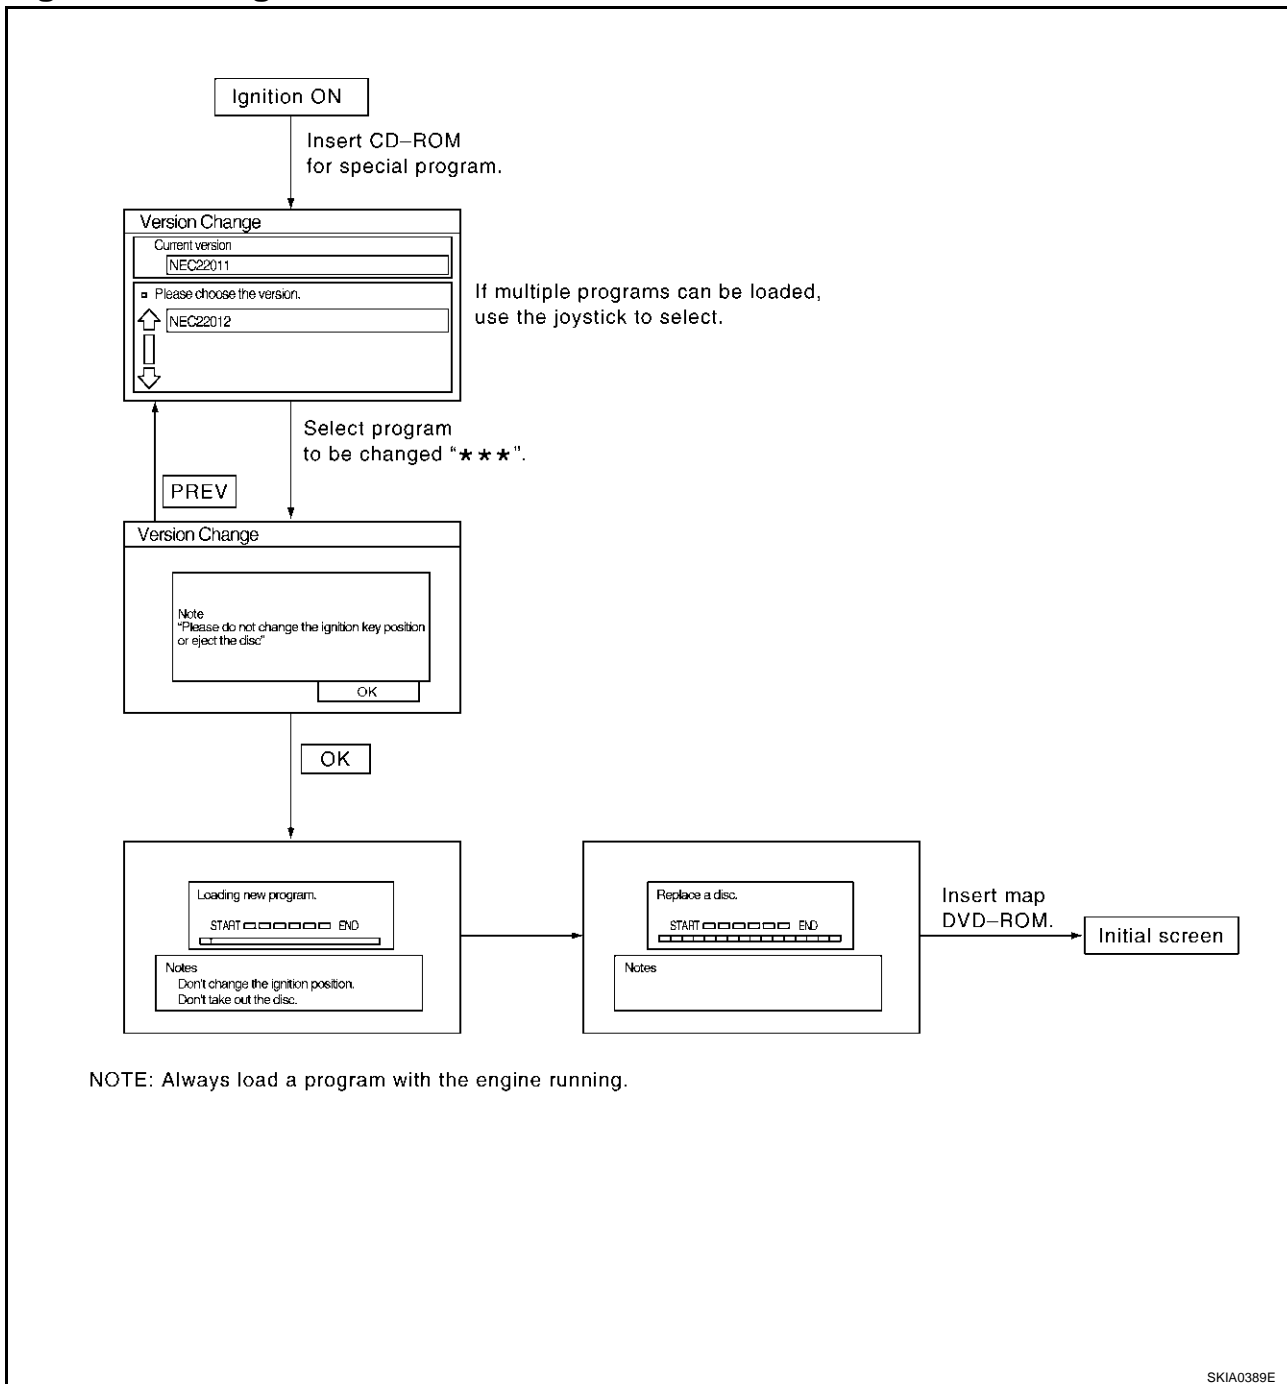 Ignition ON
Insert CD–ROM
for special program.
Version Change
Current version
NEC22011
Please choose the version.
NEC22012
If multiple programs can be loaded,
use the joystick to select.
Select program
to be changed “★★★”.
PREV
Version Change
Note
“Please do not change the ignition key position
or eject the disc”
OK
OK
Loading new program.
START END
Notes
Don't change the ignition position.
Don't take out the disc.
Replace a disc.
START END
Notes
Insert map
DVD–ROM.
Initial screen
NOTE: Always load a program with the engine running.
SKIA0389E